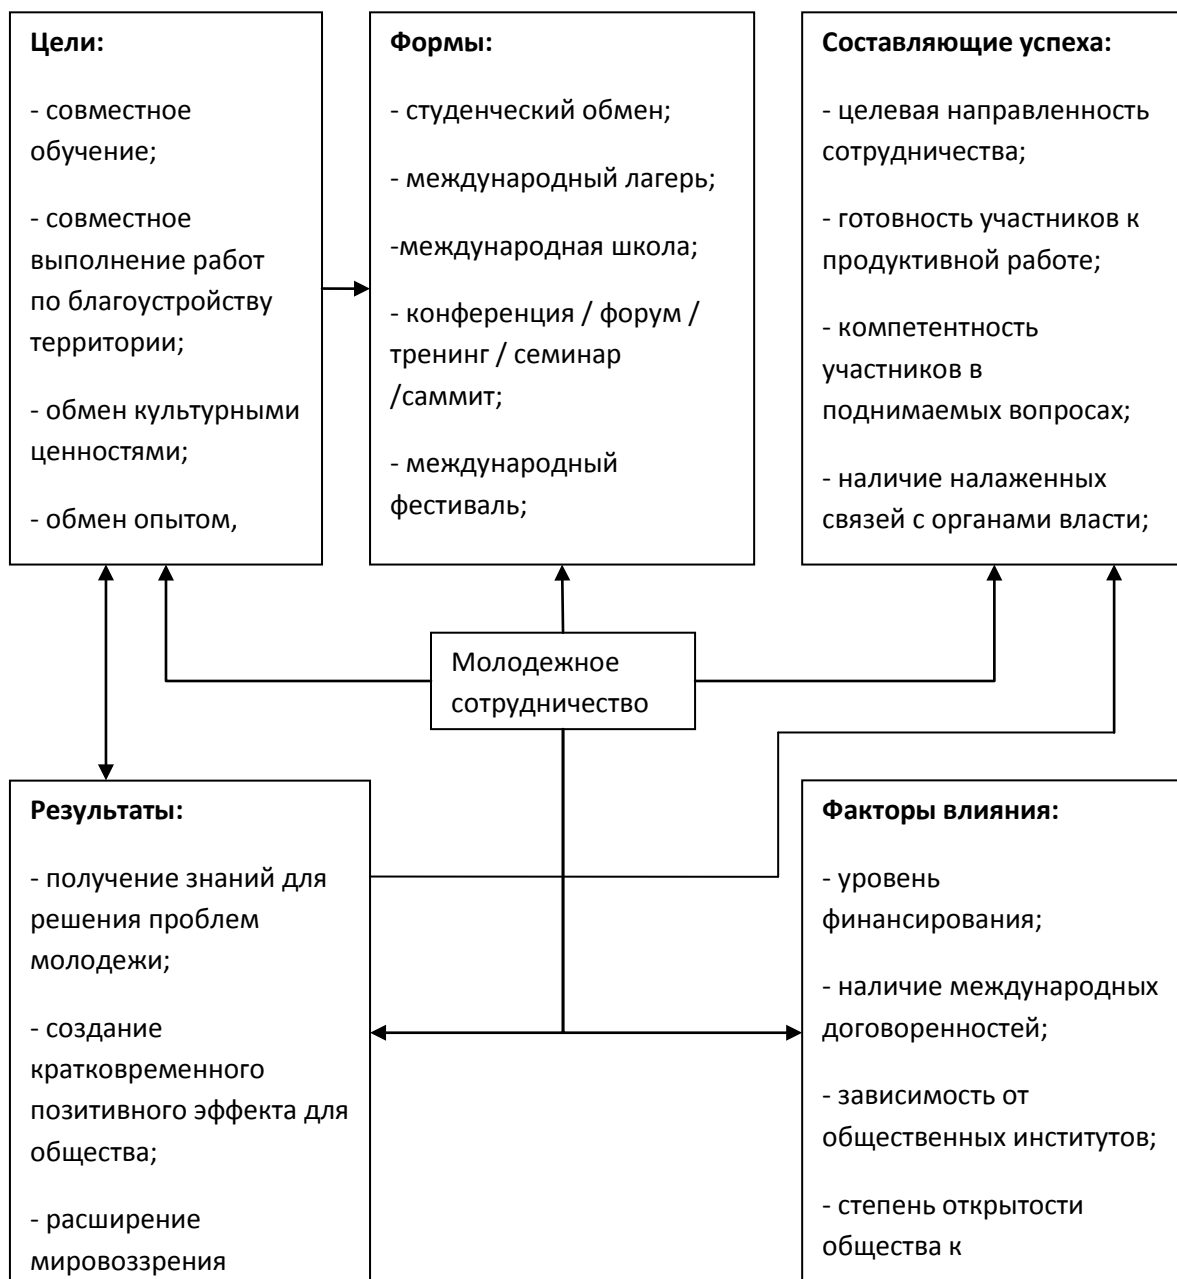 Цели:
- совместное
обучение;
- совместное
выполнение работ
по благоустройству
территории;
- обмен культурными
ценностями;
- обмен опытом,
Формы:
- студенческий обмен;
- международный лагерь;
-международная школа;
- конференция / форум /
тренинг / семинар
/саммит;
- международный
фестиваль;
Составляющие успеха:
- целевая направленность
сотрудничества;
- готовность участников к
продуктивной работе;
- компетентность
участников в
поднимаемых вопросах;
- наличие налаженных
связей с органами власти;
Молодежное
сотрудничество
Результаты:
- получение знаний для
решения проблем
молодежи;
- создание
кратковременного
позитивного эффекта для
общества;
- расширение
мировоззрения
Факторы влияния:
- уровень
финансирования;
- наличие международных
договоренностей;
- зависимость от
общественных институтов;
- степень открытости
общества к